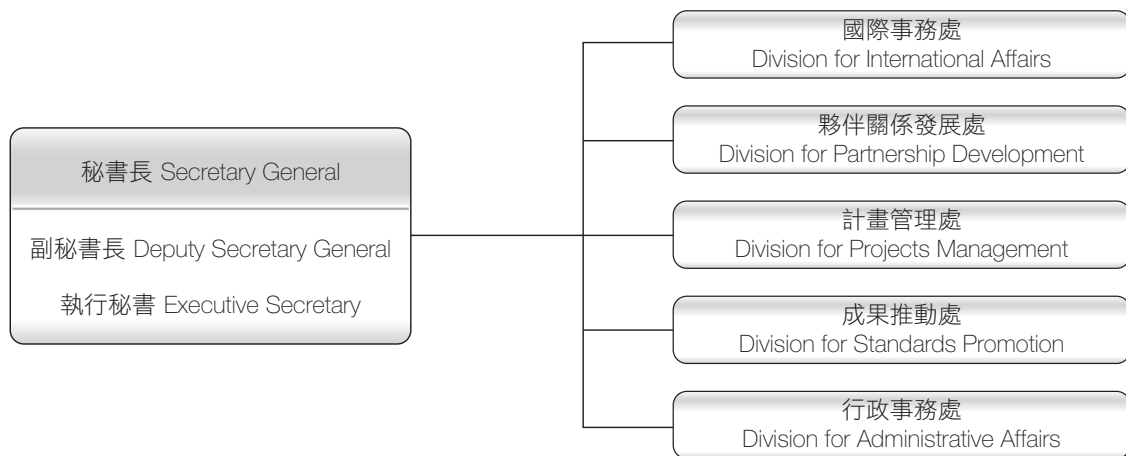 秘書長 Secretary General
副秘書長 Deputy Secretary General
執行秘書 Executive Secretary
國際事務處
Division for International Affairs
夥伴關係發展處
Division for Partnership Development
計畫管理處
Division for Projects Management
成果推動處
Division for Standards Promotion
行政事務處
Division for Administrative Affairs